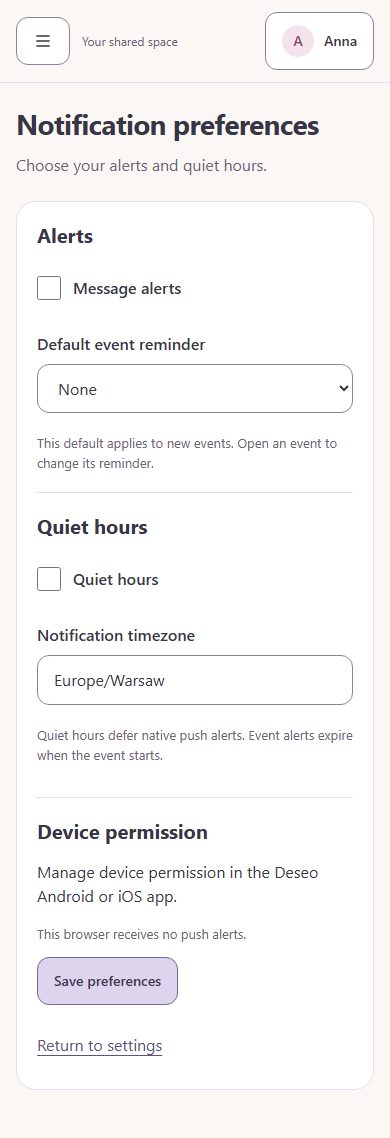 Your shared space
A
Anna
Notification preferences
Choose your alerts and quiet hours.
Alerts
Message alerts
Default event reminder
None
This default applies to new events. Open an event to
change its reminder.
Quiet hours
Quiet hours
Notification timezone
Europe/Warsaw
Quiet hours defer native push alerts. Event alerts expire
when the event starts.
Device permission
Manage device permission in the Deseo
Android or iOS app.
This browser receives no push alerts.
Save preferences
Return to settings